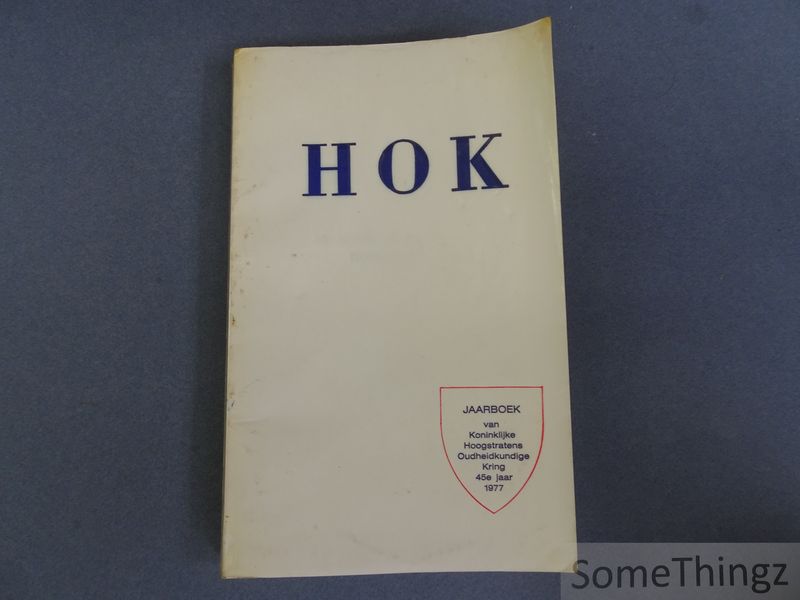 HOK
JAARBOEK
van
Koninklijke
Hoogstratens
Oudheidkundige
Kring
45e jaar
1977
SomeThingz